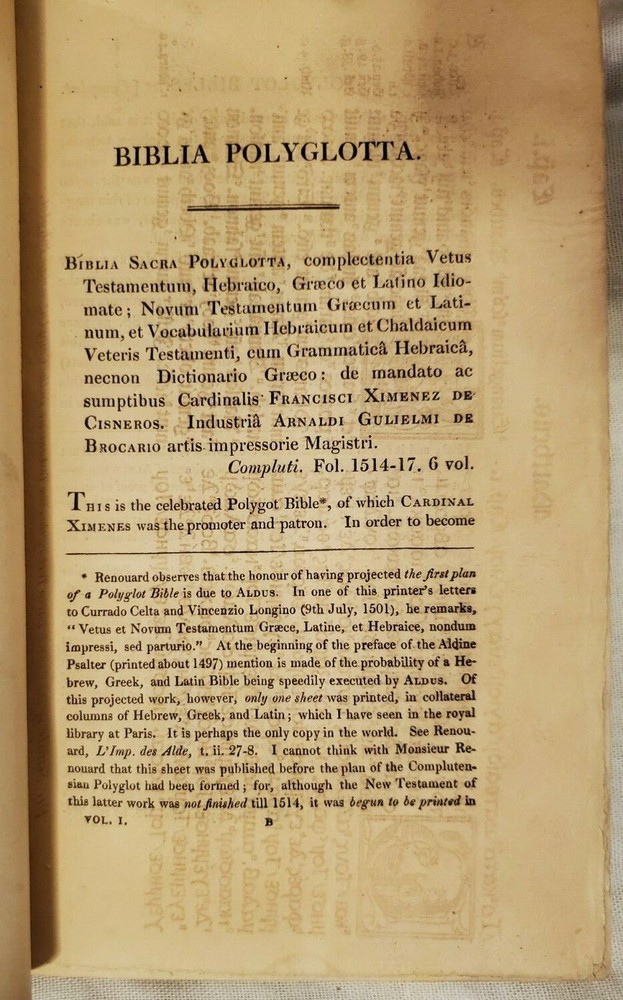 BIBLIA POLYGLOTTA.
BIBLIA SACRA POLYGLOTTA, complectentia Vetus
Testamentum, Hebraico, Græco et Latino Idio-
mate; Novum Testamentum Græcum et Lati-
num, et Vocabularium Hebraicum et Chaldaicum
Veteris Testamenti, cum Grammaticâ Hebraicâ,
necnon Dictionario Græco: de mandato ac
sumptibus Cardinalis FRANCISCI XIMENEZ DE
CISNEROS. Industriâ ARNALDI GULIELMI DE
BROCARIO artis impressorie Magistri.
Compluti. Fol. 1514-17. 6 vol.
THIS is the celebrated Polygot Bible*, of which CARDINAL
XIMENES was the promoter and patron. In order to become
* Renouard observes that the honour of having projected the first plan
of a Polyglot Bible is due to ALDUS. In one of this printer's letters
to Currado Celta and Vincenzio Longino (9th July, 1501), he remarks,
"Vetus et Novum Testamentum Græce, Latine, et Hebraice, nondum
impressi, sed parturio." At the beginning of the preface of the Aldine
Psalter (printed about 1497) mention is made of the probability of a He-
brew, Greek, and Latin Bible being speedily executed by ALDUS. Of
this projected work, however, only one sheet was printed, in collateral
columns of Hebrew, Greek, and Latin; which I have seen in the royal
library at Paris. It is perhaps the only copy in the world. See Renou-
ard, L'Imp. des Alde, t. ii. 27-8. I cannot think with Monsieur Re-
nouard that this sheet was published before the plan of the Compluten-
sian Polyglot had been formed; for, although the New Testament of
this latter work was not finished till 1514, it was begun to be printed in
VOL. I. B